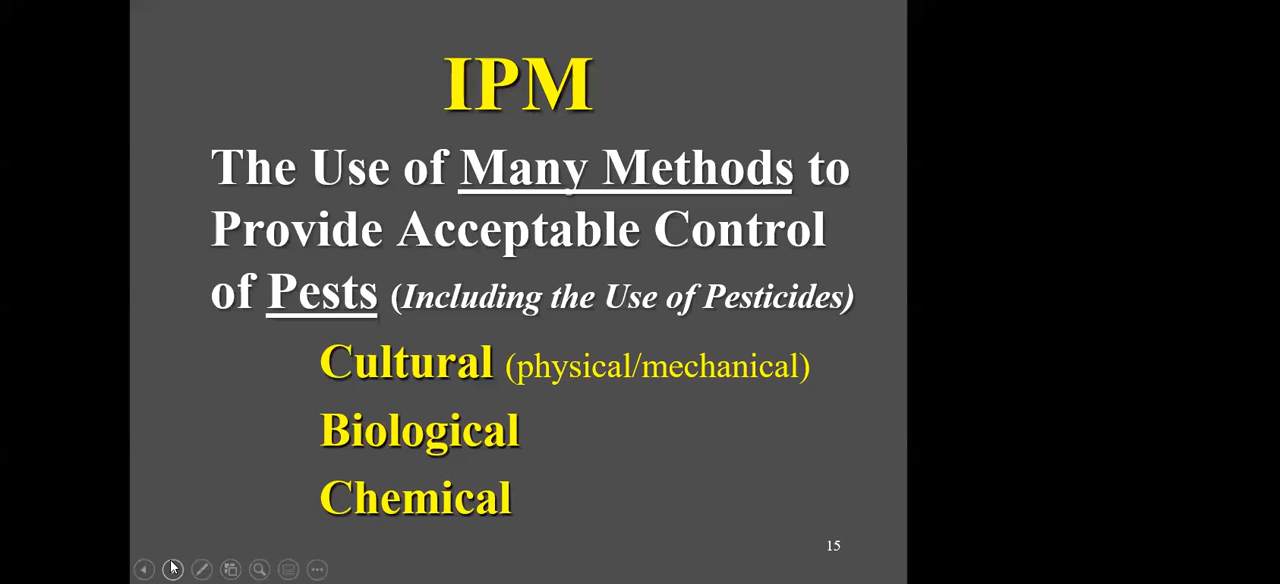 IPM
The Use of Many Methods to
Provide Acceptable Control
of Pests (Including the Use of Pesticides)
Cultural (physical/mechanical)
Biological
Chemical
15